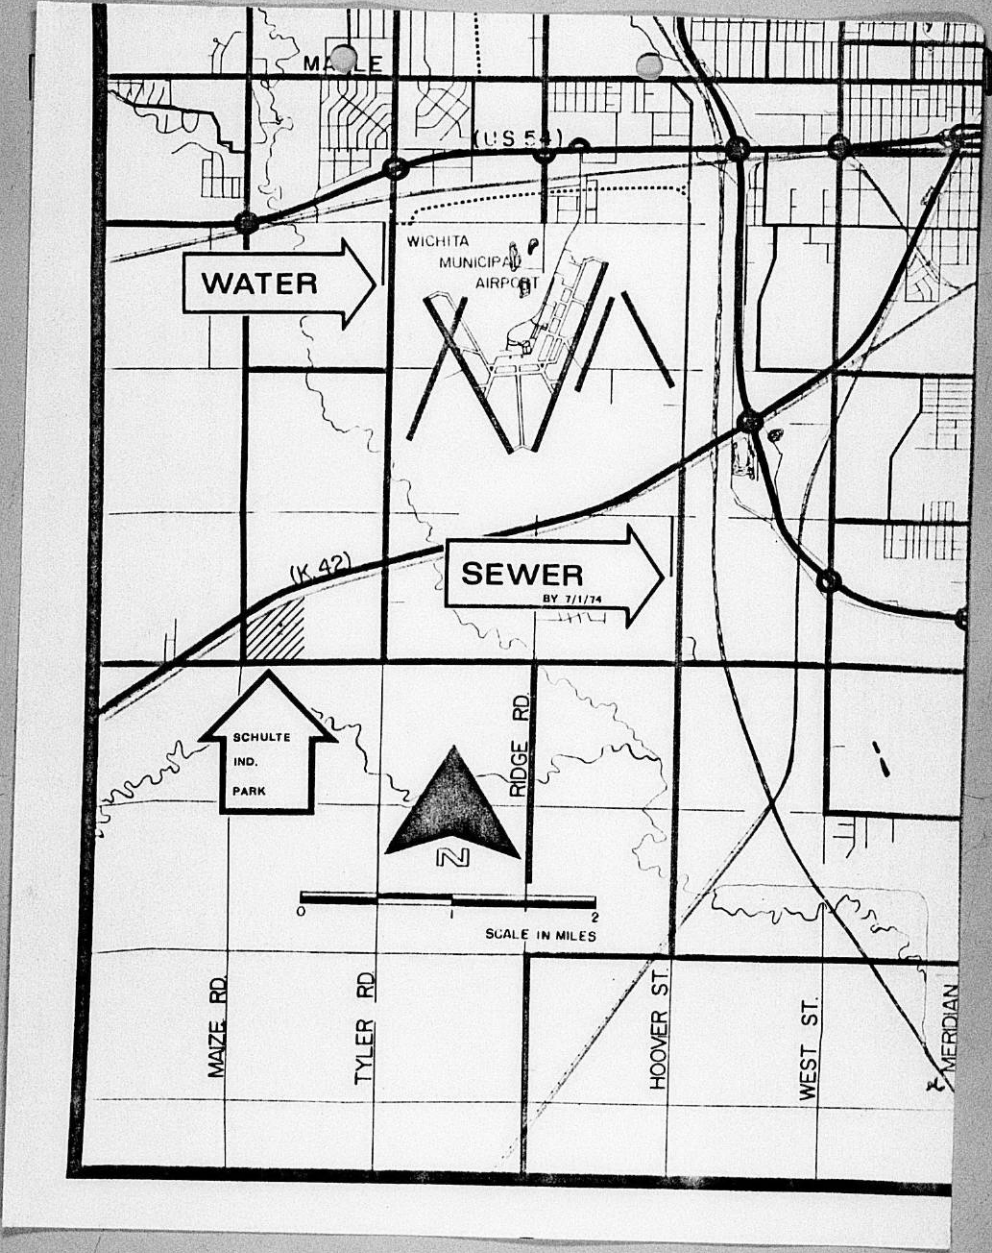 MAPLE
(US 54)
WICHITA
MUNICIPAL
AIRPORT
WATER
(K. 42)
SEWER
BY 7/1/74
SCHULTE
IND.
PARK
RIDGE RD.
N
0 1 2
SCALE IN MILES
MAIZE RD.
TYLER RD.
HOOVER ST.
WEST ST.
MERIDIAN